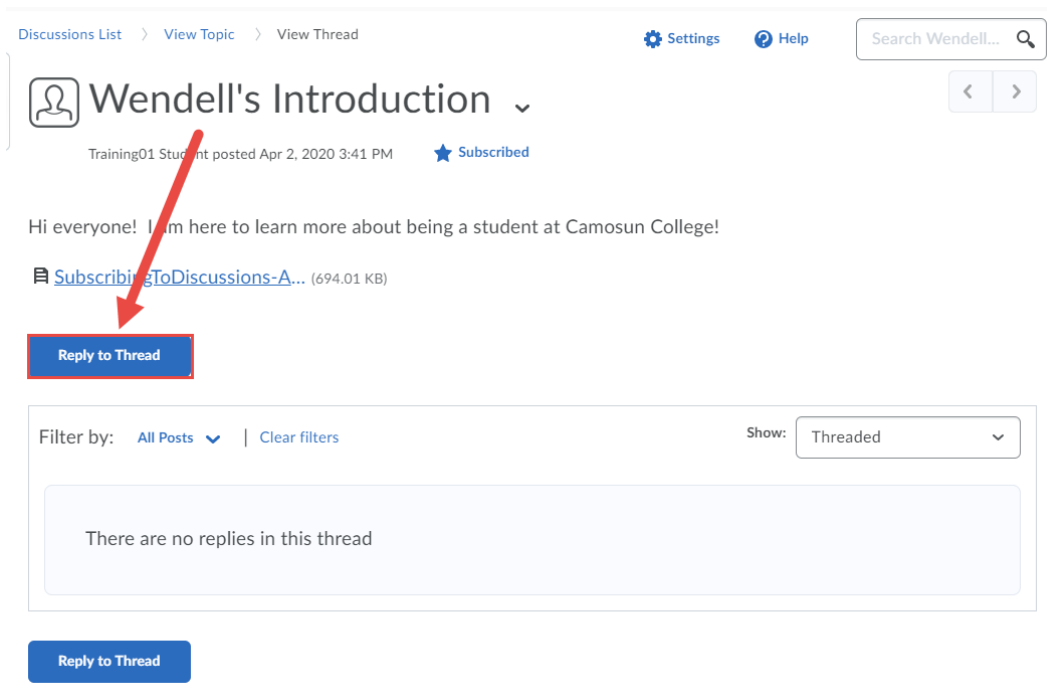 Discussions List > View Topic > View Thread
Settings Help Search Wendell...
Wendell's Introduction
Training01 Student posted Apr 2, 2020 3:41 PM Subscribed
Hi everyone! I am here to learn more about being a student at Camosun College!
SubscribingToDiscussions-A... (694.01 KB)
Reply to Thread
Filter by: All Posts | Clear filters Show: Threaded
There are no replies in this thread
Reply to Thread